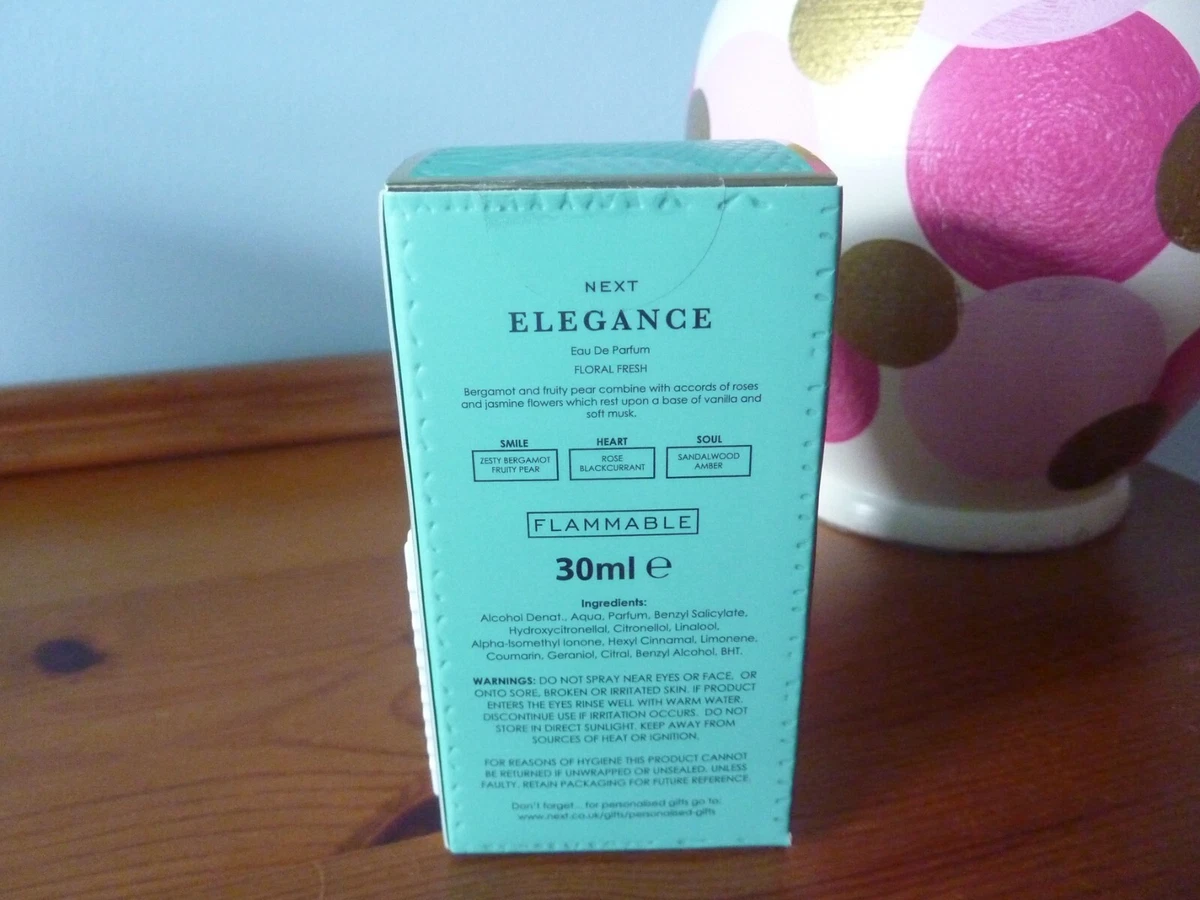 NEXT
ELEGANCE
Eau De Parfum
FLORAL FRESH
Bergamot and fruity pear combine with accords of roses
and jasmine flowers which rest upon a base of vanilla and
soft musk.
SMILE HEART SOUL
ZESTY BERGAMOT ROSE SANDALWOOD
FRUITY PEAR BLACKCURRANT AMBER
FLAMMABLE
30ml ℮
Ingredients:
Alcohol Denat., Aqua, Parfum, Benzyl Salicylate,
Hydroxycitronellal, Citronellol, Linalool,
Alpha-Isomethyl Ionone, Hexyl Cinnamal, Limonene,
Coumarin, Geraniol, Citral, Benzyl Alcohol, BHT.
WARNINGS: DO NOT SPRAY NEAR EYES OR FACE, OR
ONTO SORE, BROKEN OR IRRITATED SKIN. IF PRODUCT
ENTERS THE EYES RINSE WELL WITH WARM WATER.
DISCONTINUE USE IF IRRITATION OCCURS. DO NOT
STORE IN DIRECT SUNLIGHT. KEEP AWAY FROM
SOURCES OF HEAT OR IGNITION.
FOR REASONS OF HYGIENE THIS PRODUCT CANNOT
BE RETURNED IF UNWRAPPED OR UNSEALED, UNLESS
FAULTY. RETAIN PACKAGING FOR FUTURE REFERENCE.
Don't forget... for personalised gifts go to:
www.next.co.uk/gifts/personalised-gifts